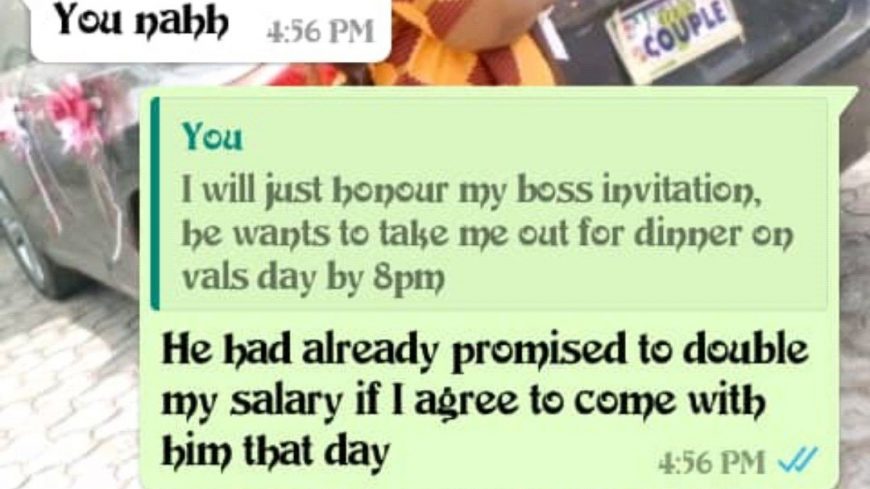 You nahh
4:56 PM
COUPLE
You
I will just honour my boss invitation,
he wants to take me out for dinner on
vals day by 8pm
He had already promised to double
my salary if I agree to come with
him that day
4:56 PM